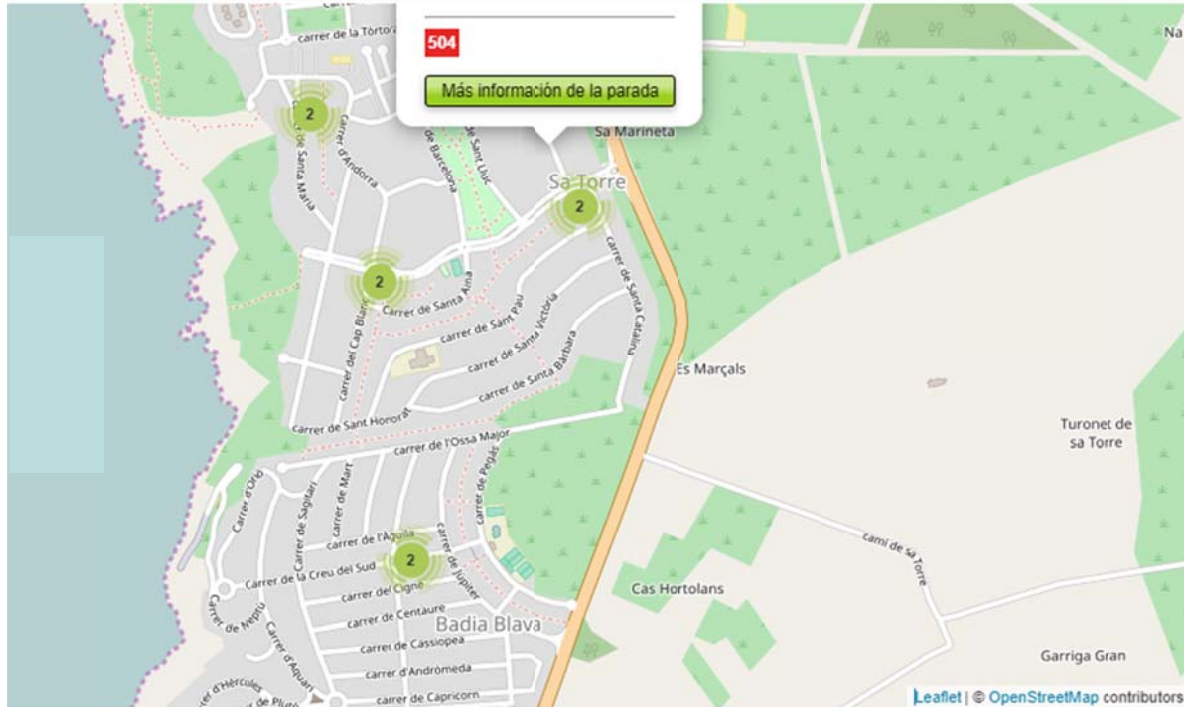 carrer de la Tórtol
504
Más información de la parada
Na
2
Sa Marineta
carrer d'Andorra
de Santa Maria
de Barcelona
de Sant Lluc
Sa Torre
2
2
Carrer de Santa Aina
carrer de Sant Pau
carrer de Santa Victòria
carrer de Santa Bàrbara
carrer de Santa Catalina
carrer del Cap Blanc
Es Marçals
carrer de Sant Honorat
Turonet de
sa Torre
carrer de l'Ossa Major
carrer de Pegàs
Carrer d'Orió
Carrer de Sagitari
carrer de Mart
carrer de l'Àguila
2
carrer de la Creu del Sud
carrer de Júpiter
camí de sa Torre
carrer del Cigne
Cas Hortolans
Carrer de Neptú
carrer de Centaure
Badia Blava
carrer de Cassiopea
Carrer d'Aquari
Garriga Gran
carrer d'Andròmeda
er d'Hèrcules
carrer de Capricorn
Leaflet | © OpenStreetMap contributors